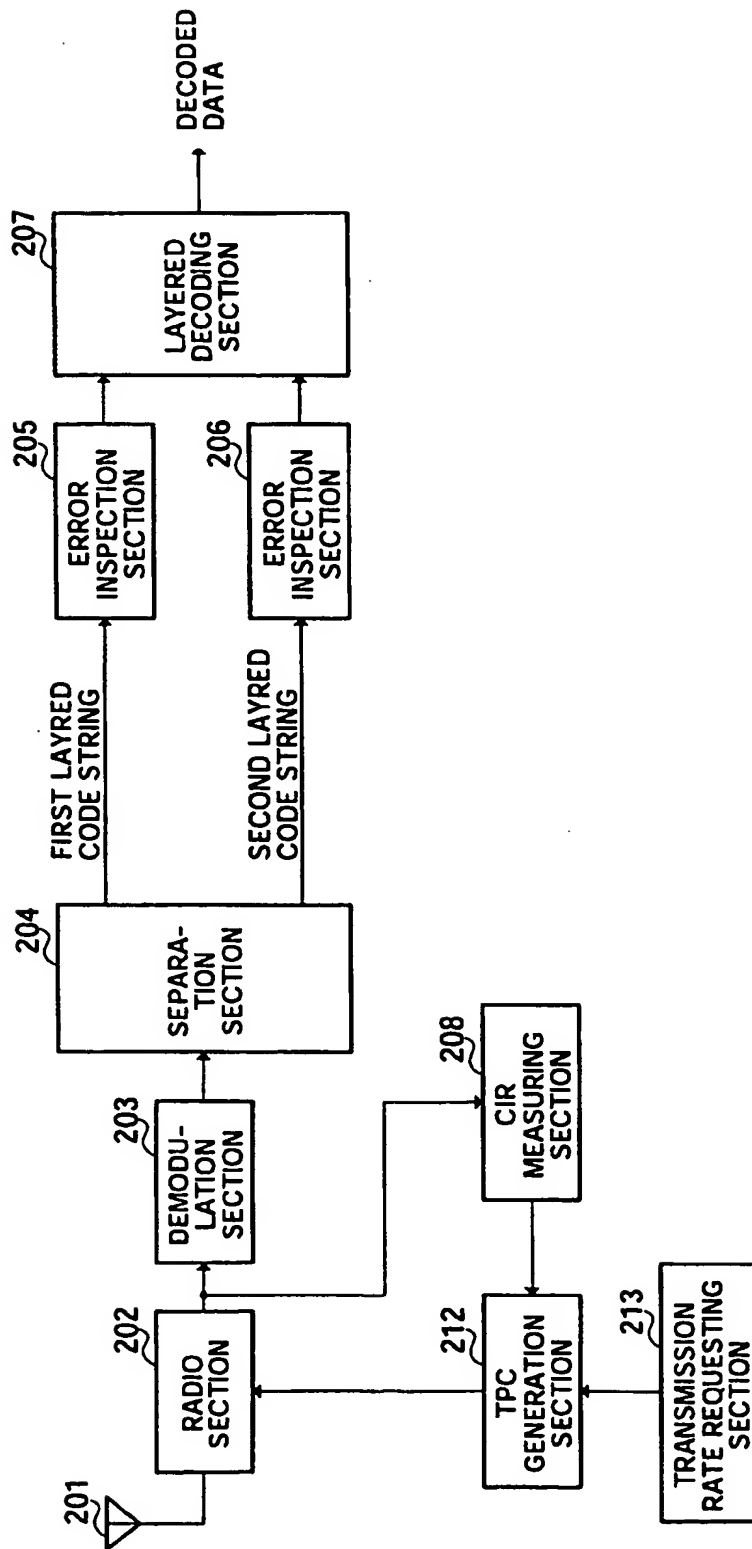 201
202
RADIO
SECTION
203
DEMODU-
LATION
SECTION
204
SEPARA-
TION
SECTION
FIRST LAYRED
CODE STRING
SECOND LAYRED
CODE STRING
205
ERROR
INSPECTION
SECTION
206
ERROR
INSPECTION
SECTION
207
LAYERED
DECODING
SECTION
DECODED
DATA
208
CIR
MEASURING
SECTION
212
TPC
GENERATION
SECTION
213
TRANSMISSION
RATE REQUESTING
SECTION